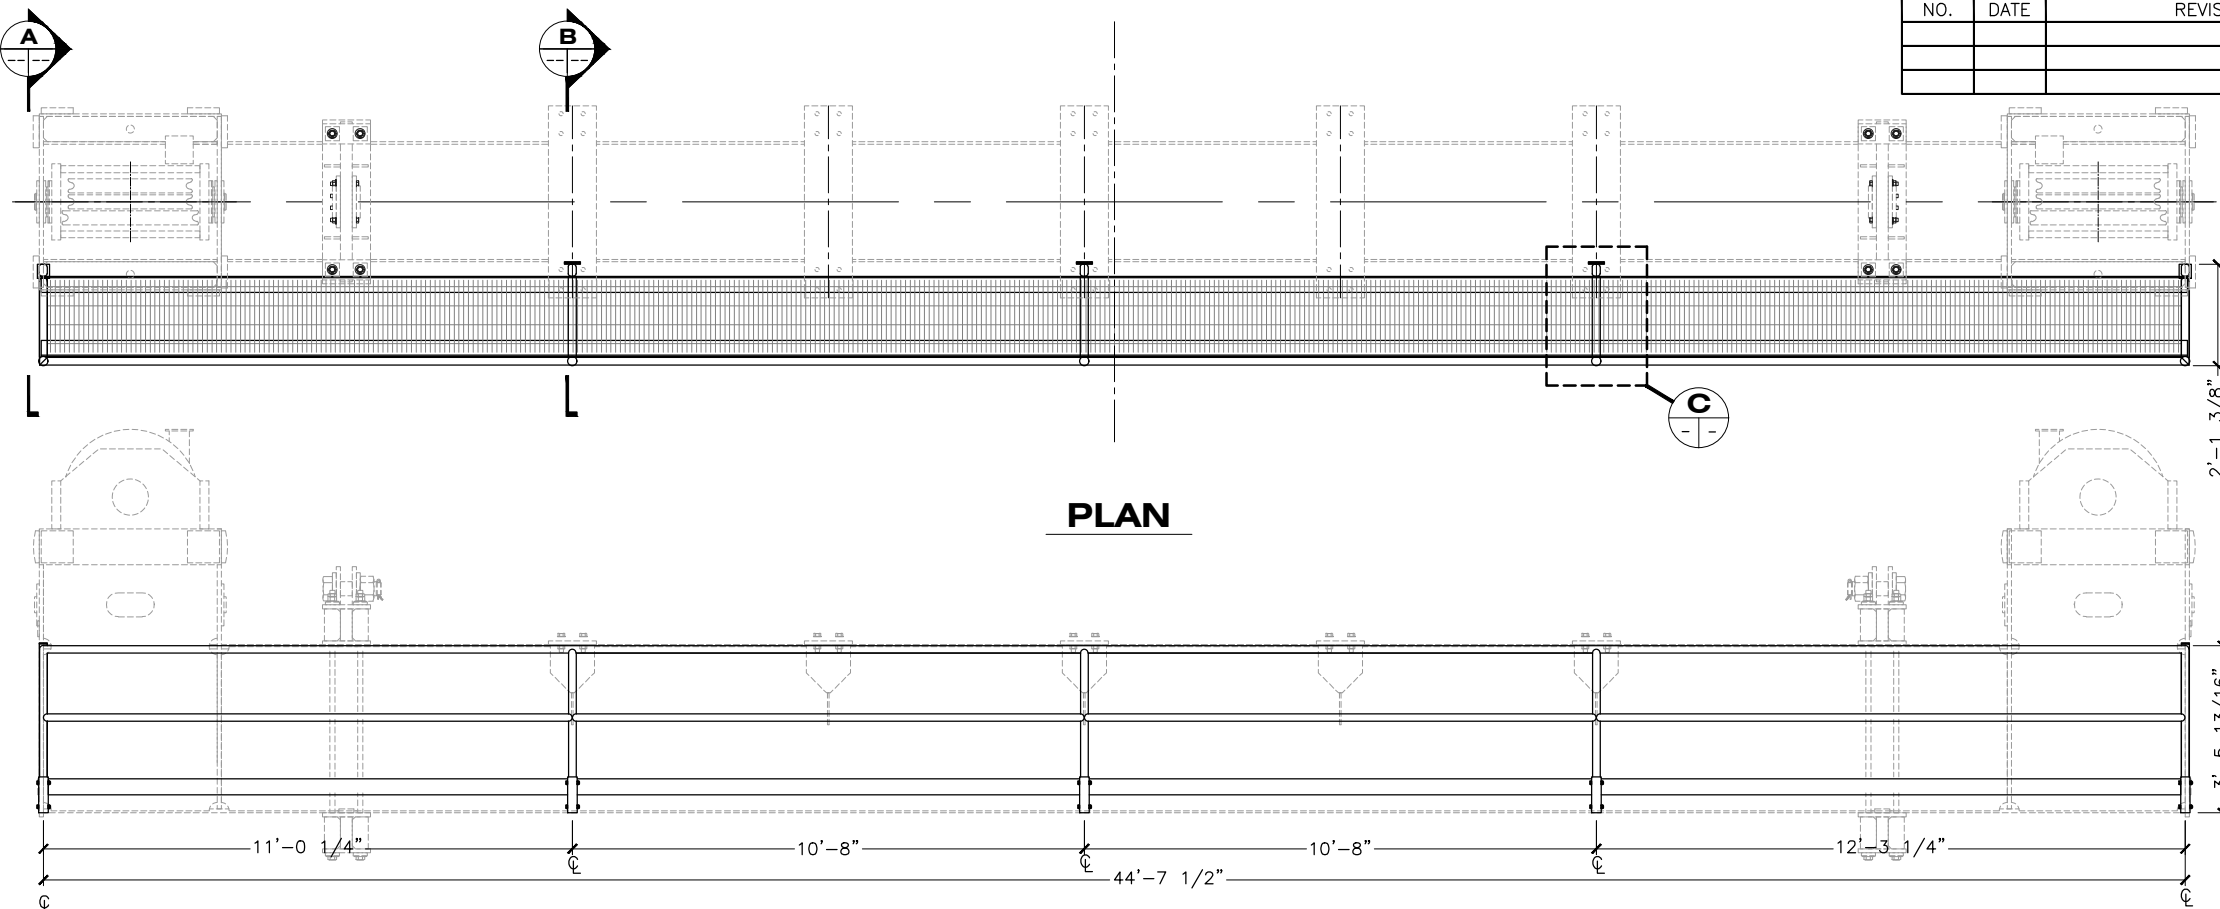 NO. DATE REVIS
A
B
C
2'-1 3/8"
PLAN
3'-5 13/16"
11'-0 1/4" 10'-8" 10'-8" 12'-3 1/4"
℄ ℄ ℄
44'-7 1/2"
℄ ℄